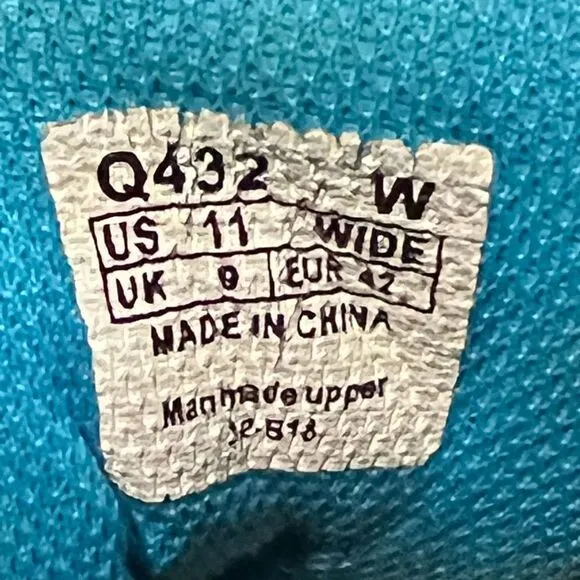 Q432 W
US 11 WIDE
UK 9 EUR 42
MADE IN CHINA
Manmade upper